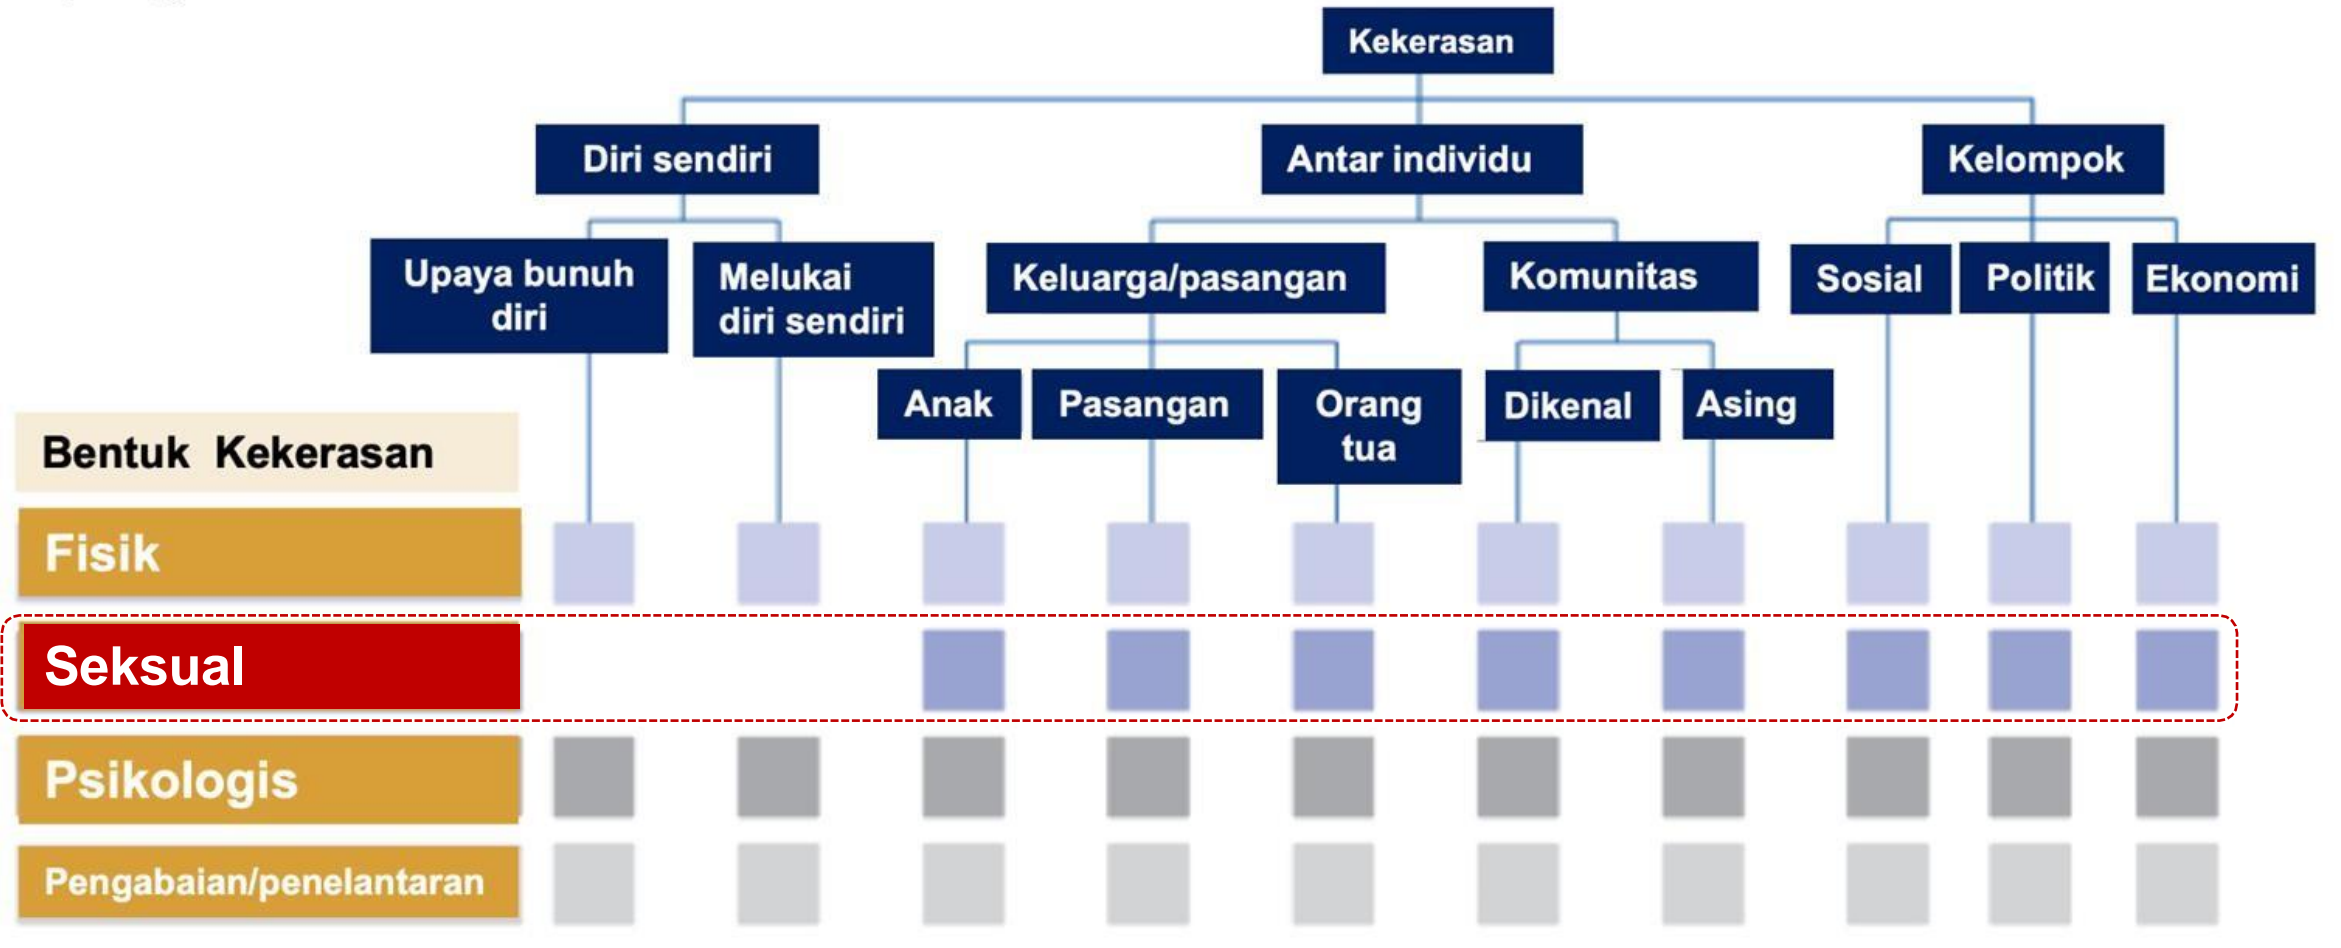 Kekerasan
Diri sendiri
Antar individu
Kelompok
Upaya bunuh
diri
Melukai
diri sendiri
Keluarga/pasangan
Komunitas
Sosial
Politik
Ekonomi
Anak
Pasangan
Orang
tua
Dikenal
Asing
Bentuk Kekerasan
Fisik
Seksual
Psikologis
Pengabaian/penelantaran